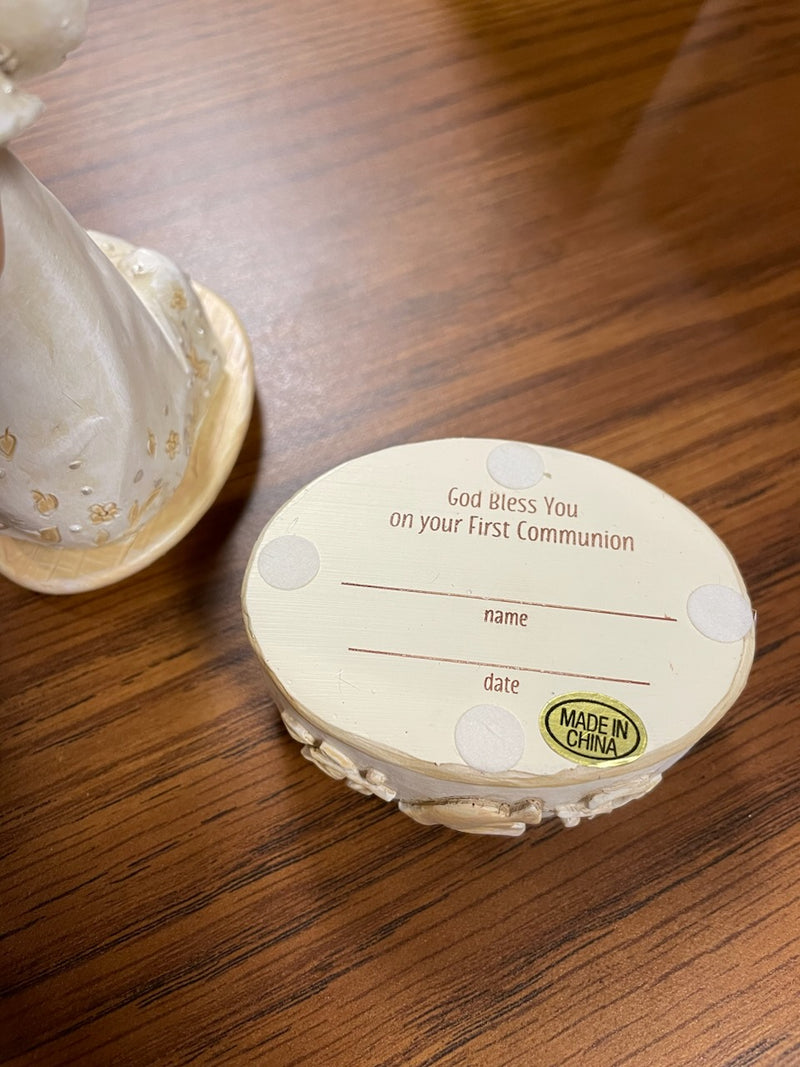 God Bless You
on your First Communion
name
date
MADE IN
CHINA